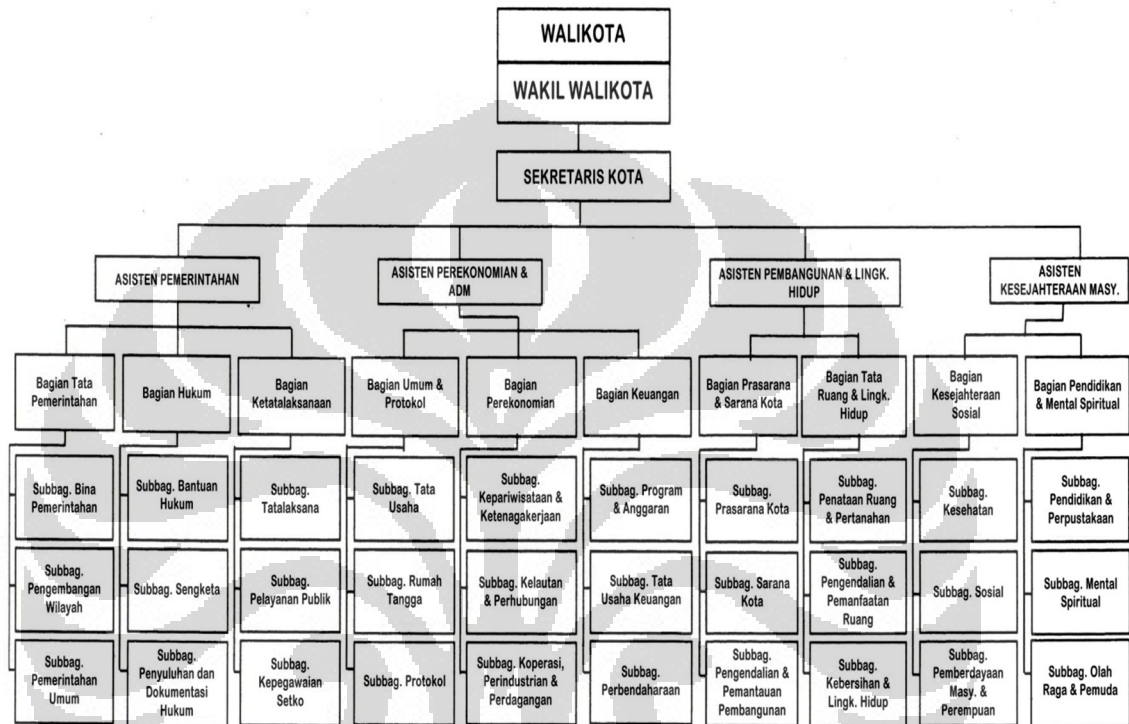 WALIKOTA
WAKIL WALIKOTA
SEKRETARIS KOTA
ASISTEN PEMERINTAHAN
ASISTEN PEREKONOMIAN &
ADM
ASISTEN PEMBANGUNAN & LINGK.
HIDUP
ASISTEN
KESEJAHTERAAN MASY.
Bagian Tata
Pemerintahan
Bagian Hukum
Bagian
Ketatalaksanaan
Bagian Umum &
Protokol
Bagian
Perekonomian
Bagian Keuangan
Bagian Prasarana
& Sarana Kota
Bagian Tata
Ruang & Lingk.
Hidup
Bagian
Kesejahteraan
Sosial
Bagian Pendidikan
& Mental Spiritual
Subbag. Bina
Pemerintahan
Subbag. Bantuan
Hukum
Subbag.
Tatalaksana
Subbag. Tata
Usaha
Subbag.
Kepariwisataan &
Ketenagakerjaan
Subbag. Program
& Anggaran
Subbag.
Prasarana Kota
Subbag.
Penataan Ruang
& Pertanahan
Subbag.
Kesehatan
Subbag.
Pendidikan &
Perpustakaan
Subbag.
Pengembangan
Wilayah
Subbag. Sengketa
Subbag.
Pelayanan Publik
Subbag. Rumah
Tangga
Subbag. Kelautan
& Perhubungan
Subbag. Tata
Usaha Keuangan
Subbag. Sarana
Kota
Subbag.
Pengendalian &
Pemanfaatan
Ruang
Subbag. Sosial
Subbag. Mental
Spiritual
Subbag.
Pemerintahan
Umum
Subbag.
Penyuluhan dan
Dokumentasi
Hukum
Subbag.
Kepegawaian
Setko
Subbag. Protokol
Subbag. Koperasi,
Perindustrian &
Perdagangan
Subbag.
Perbendaharaan
Subbag.
Pengendalian &
Pemantauan
Pembangunan
Subbag.
Kebersihan &
Lingk. Hidup
Subbag.
Pemberdayaan
Masy. &
Perempuan
Subbag. Olah
Raga & Pemuda